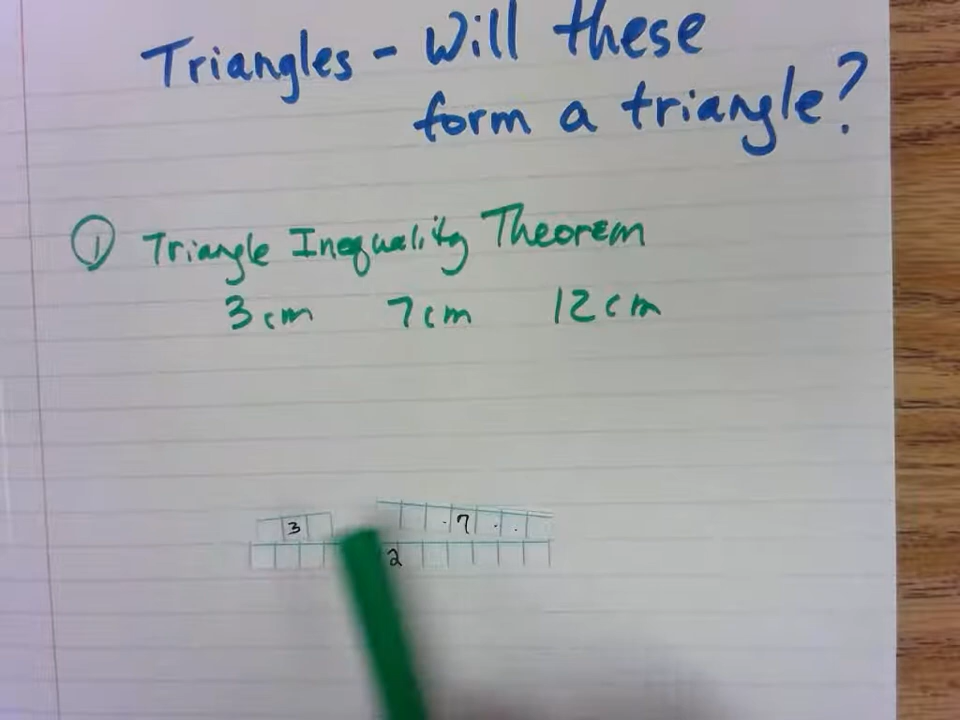 Triangles - Will these
form a triangle?
① Triangle Inequality Theorem
3cm 7cm 12cm
3 7
2